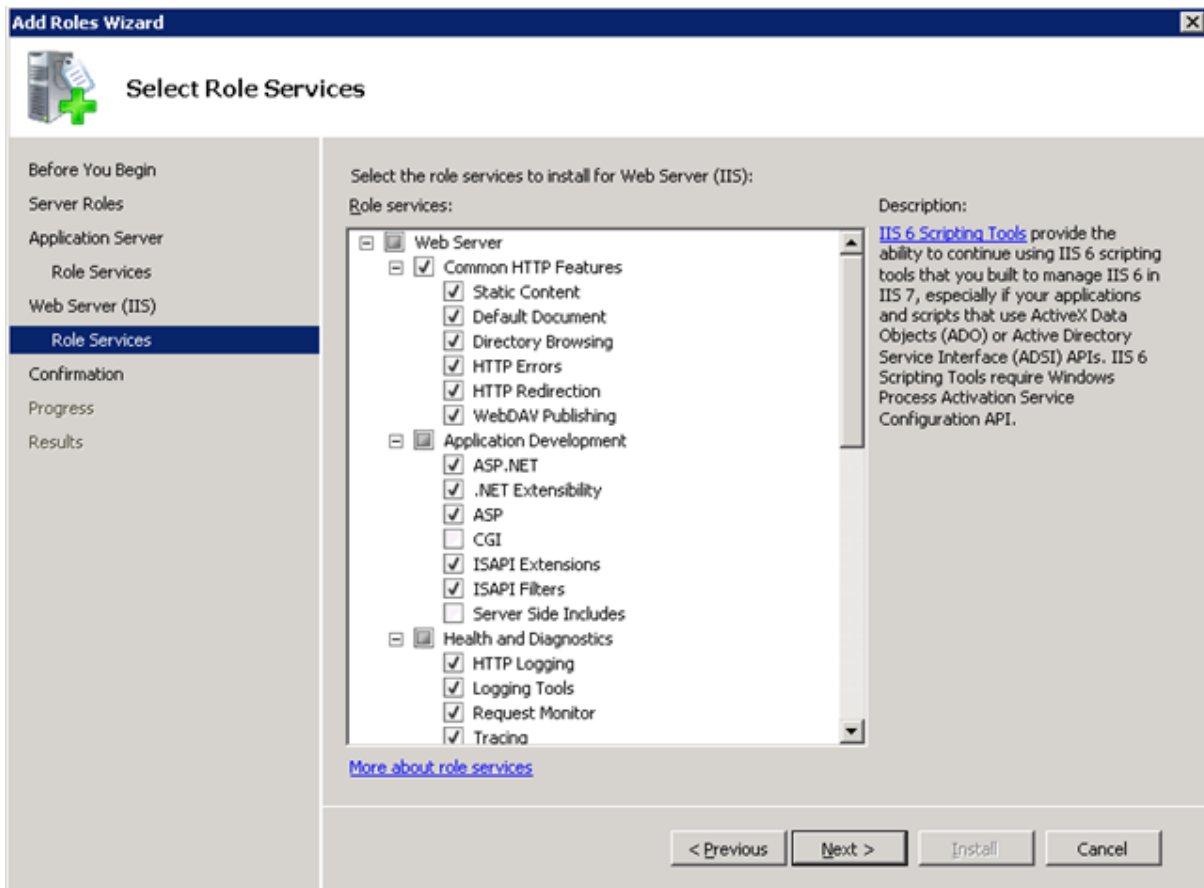 Add Roles Wizard
Select Role Services
Before You Begin
Server Roles
Application Server
Role Services
Web Server (IIS)
Role Services
Confirmation
Progress
Results
Select the role services to install for Web Server (IIS):
Role services:
Web Server
Common HTTP Features
Static Content
Default Document
Directory Browsing
HTTP Errors
HTTP Redirection
WebDAV Publishing
Application Development
ASP.NET
.NET Extensibility
ASP
CGI
ISAPI Extensions
ISAPI Filters
Server Side Includes
Health and Diagnostics
HTTP Logging
Logging Tools
Request Monitor
Tracing
More about role services
Description:
IIS 6 Scripting Tools provide the
ability to continue using IIS 6 scripting
tools that you built to manage IIS 6 in
IIS 7, especially if your applications
and scripts that use ActiveX Data
Objects (ADO) or Active Directory
Service Interface (ADSI) APIs. IIS 6
Scripting Tools require Windows
Process Activation Service
Configuration API.
< Previous
Next >
Install
Cancel